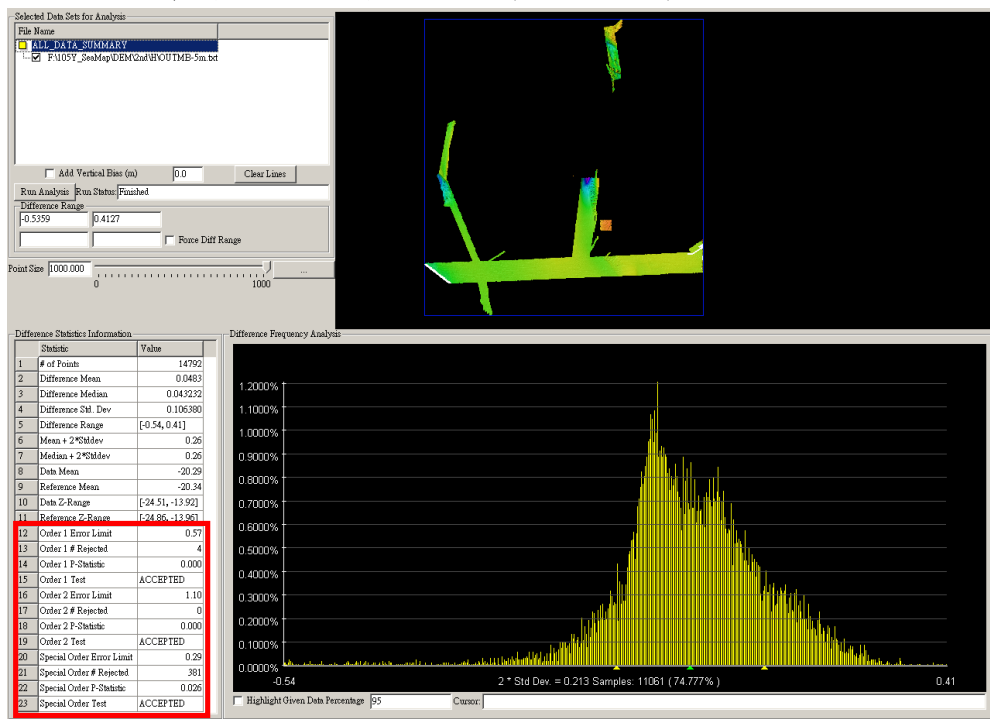 Selected Data Sets for Analysis
File Name
ALL_DATA_SUMMARY
F:\105Y_SeaMap\DEM\2nd\H\OUTMB-5m.txt
Add Vertical Bias (m) 0.0 Clear Lines
Run Analysis Run Status: Finished
Difference Range
-0.5359 0.4127
Force Diff Range
Point Size 1000.000 ...
0 1000
Difference Statistics Information
Statistic Value
1 # of Points 14792
2 Difference Mean 0.0483
3 Difference Median 0.043232
4 Difference Std. Dev 0.106380
5 Difference Range [-0.54, 0.41]
6 Mean + 2*Stddev 0.26
7 Median + 2*Stddev 0.26
8 Data Mean -20.29
9 Reference Mean -20.34
10 Data Z-Range [-24.51, -13.92]
11 Reference Z-Range [-24.86, -13.96]
12 Order 1 Error Limit 0.57
13 Order 1 # Rejected 4
14 Order 1 P-Statistic 0.000
15 Order 1 Test ACCEPTED
16 Order 2 Error Limit 1.10
17 Order 2 # Rejected 0
18 Order 2 P-Statistic 0.000
19 Order 2 Test ACCEPTED
20 Special Order Error Limit 0.29
21 Special Order # Rejected 381
22 Special Order P-Statistic 0.026
23 Special Order Test ACCEPTED
Difference Frequency Analysis
1.2000%
1.1000%
1.0000%
0.9000%
0.8000%
0.7000%
0.6000%
0.5000%
0.4000%
0.3000%
0.2000%
0.1000%
0.0000%
-0.54 2 * Std Dev. = 0.213 Samples: 11061 ( 74.777% ) 0.41
Highlight Given Data Percentage 95 Cursor: